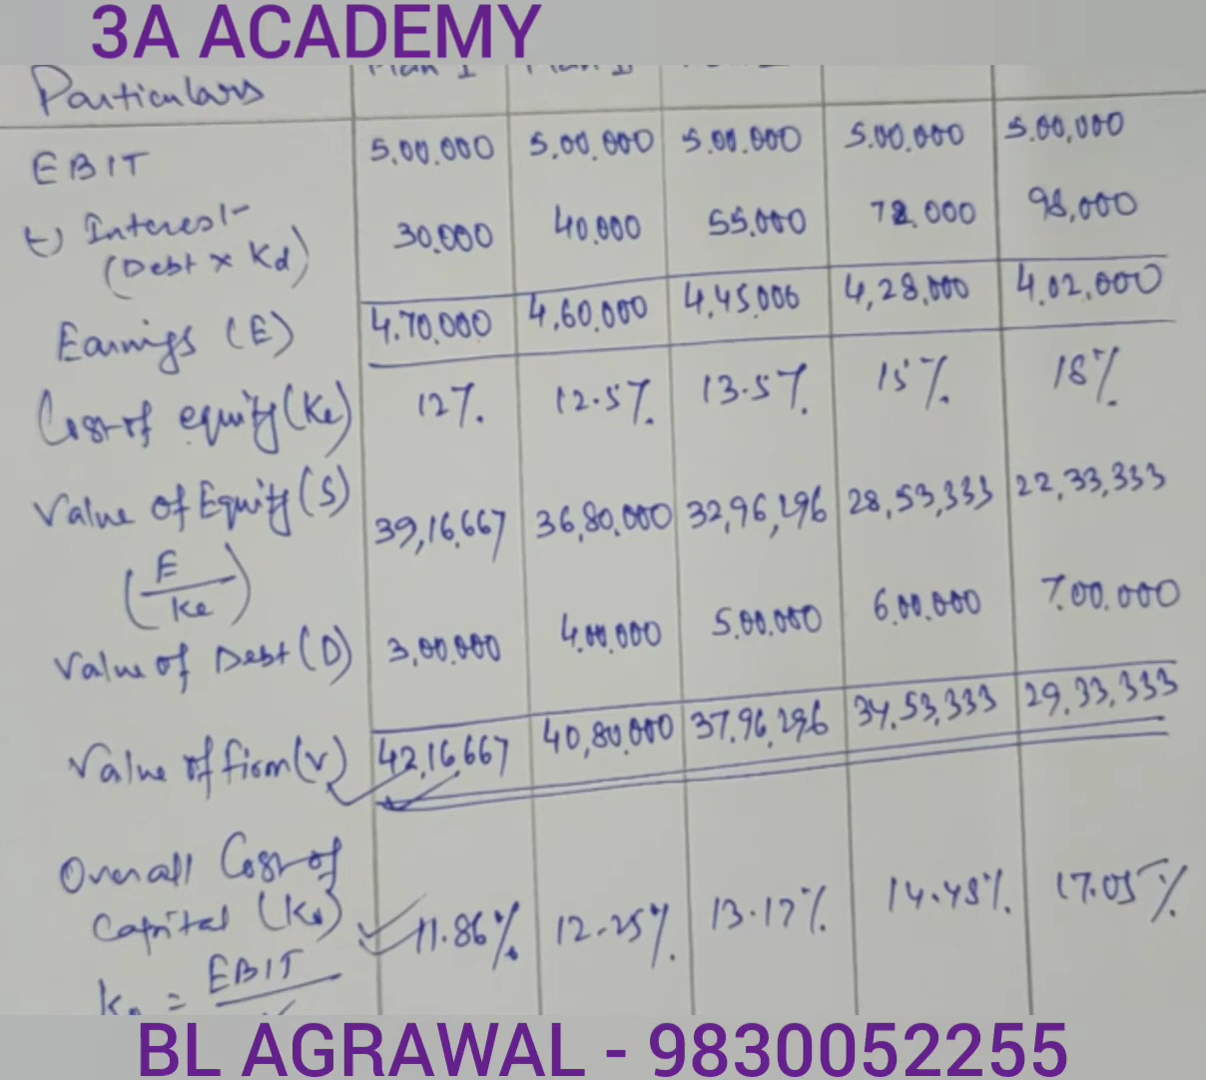 3A ACADEMY
Particulars Plan I Plan II
EBIT 5,00,000 5,00,000 5,00,000 5,00,000 5,00,000
(-) Interest 30,000 40,000 55,000 72,000 98,000
(Debt x Kd)
Earnings (E) 4,70,000 4,60,000 4,45,000 4,28,000 4,02,000
Cost of equity (Ke) 12% 12.5% 13.5% 15% 18%
Value of Equity (S) 39,16,667 36,80,000 32,96,296 28,53,333 22,33,333
(E
Ke)
Value of Debt (D) 3,00,000 4,00,000 5,00,000 6,00,000 7,00,000
Value of firm (V) 42,16,667 40,80,000 37,96,296 34,53,333 29,33,333
Overall Cost of
Capital (Ko) 11.86% 12.25% 13.17% 14.48% 17.05%
Ko = EBIT
BL AGRAWAL - 9830052255